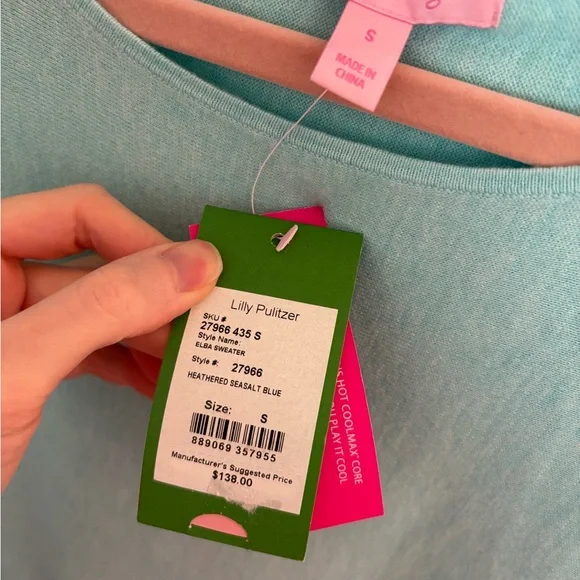 S
MADE IN
CHINA
Lilly Pulitzer
SKU #
27966 435 S
Style Name:
ELBA SWEATER
Style #: 27966
HEATHERED SEASALT BLUE
Size: S
889069 357955
Manufacturer's Suggested Price
$138.00
HOT COOLMAX® CORE
PLAY IT COOL